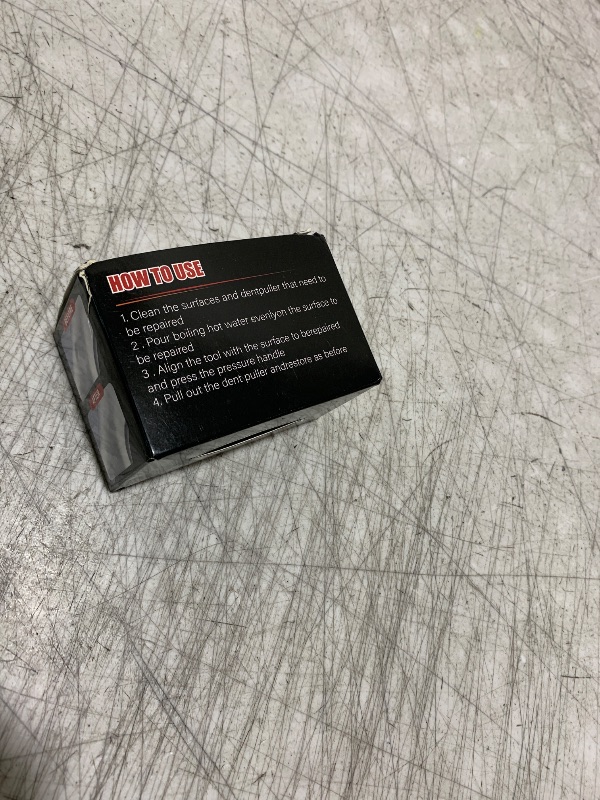 HOW TO USE
1. Clean the surfaces and dentpuller that need to
be repaired
2 . Pour boiling hot water evenlyon the surface to
be repaired
3 . Align the tool with the surface to berepaired
and press the pressure handle
4. Pull out the dent puller andrestore as before